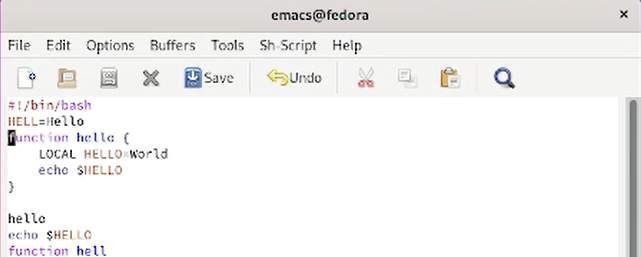 emacs@fedora
File Edit Options Buffers Tools Sh-Script Help
Save Undo
#!/bin/bash
HELL=Hello
function hello {
    LOCAL HELLO=World
    echo $HELLO
}
hello
echo $HELLO
function hell